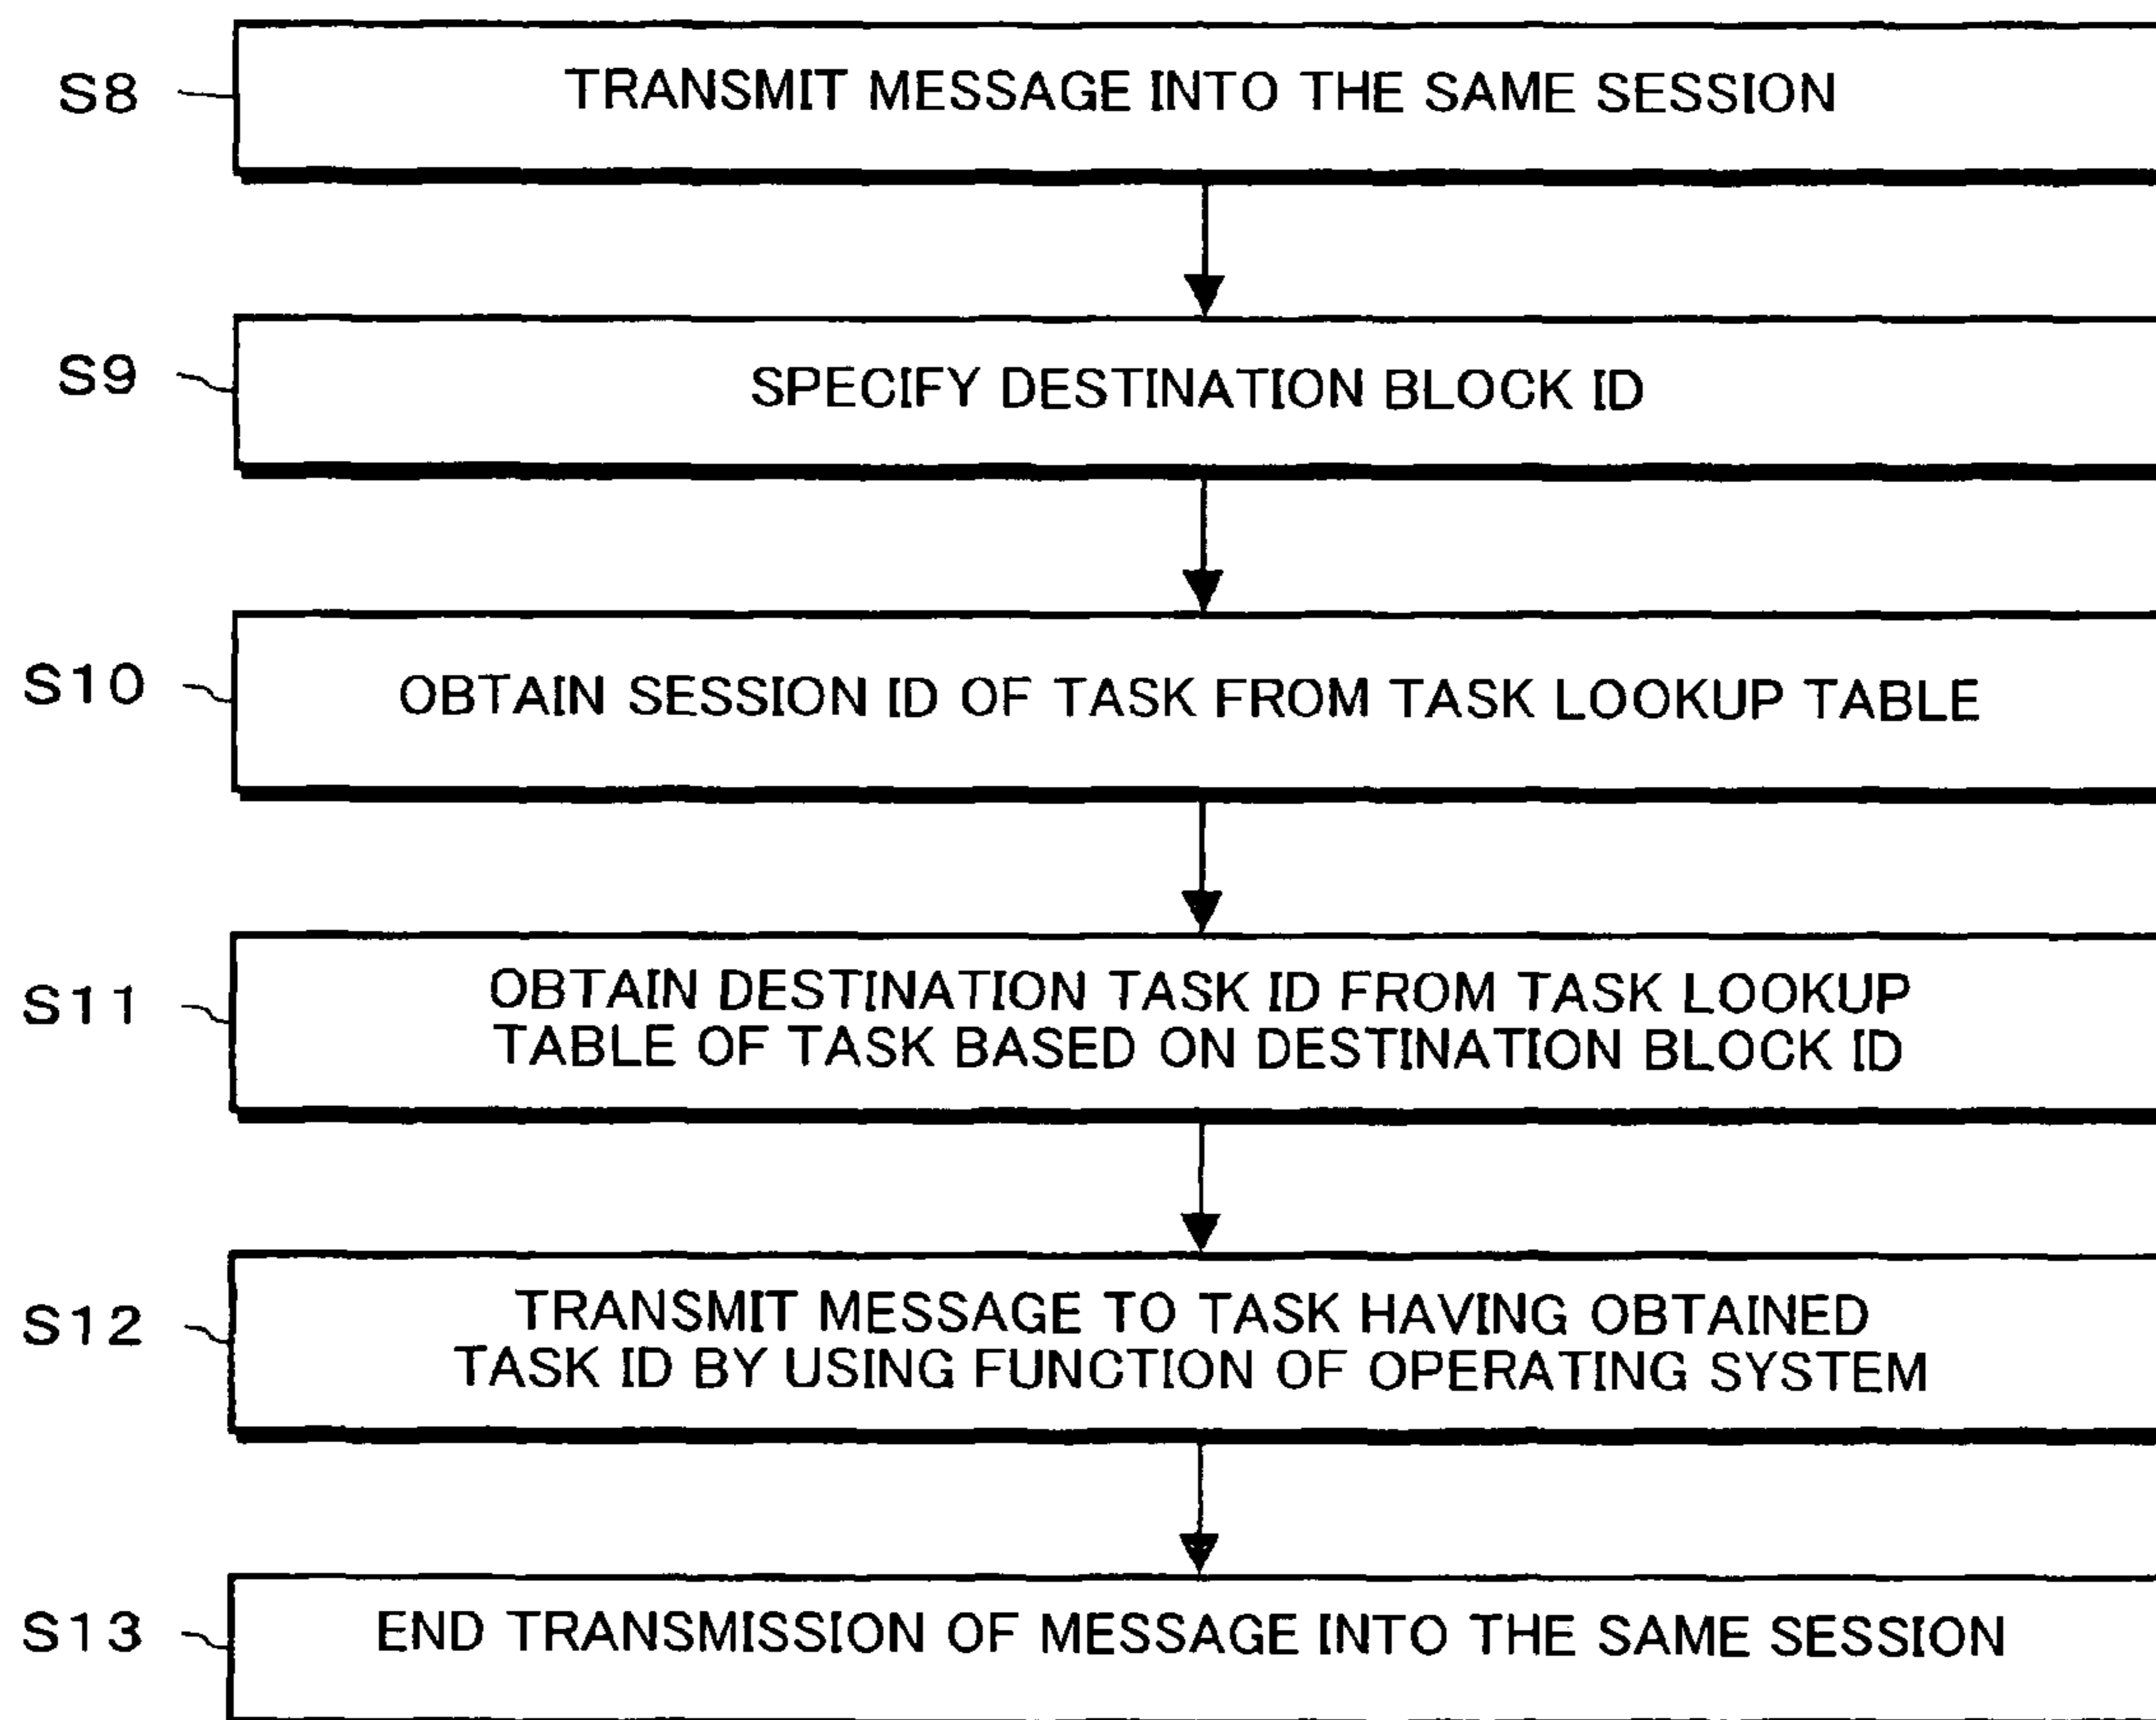 S8 TRANSMIT MESSAGE INTO THE SAME SESSION
S9 SPECIFY DESTINATION BLOCK ID
S10 OBTAIN SESSION ID OF TASK FROM TASK LOOKUP TABLE
S11 OBTAIN DESTINATION TASK ID FROM TASK LOOKUP
TABLE OF TASK BASED ON DESTINATION BLOCK ID
S12 TRANSMIT MESSAGE TO TASK HAVING OBTAINED
TASK ID BY USING FUNCTION OF OPERATING SYSTEM
S13 END TRANSMISSION OF MESSAGE INTO THE SAME SESSION